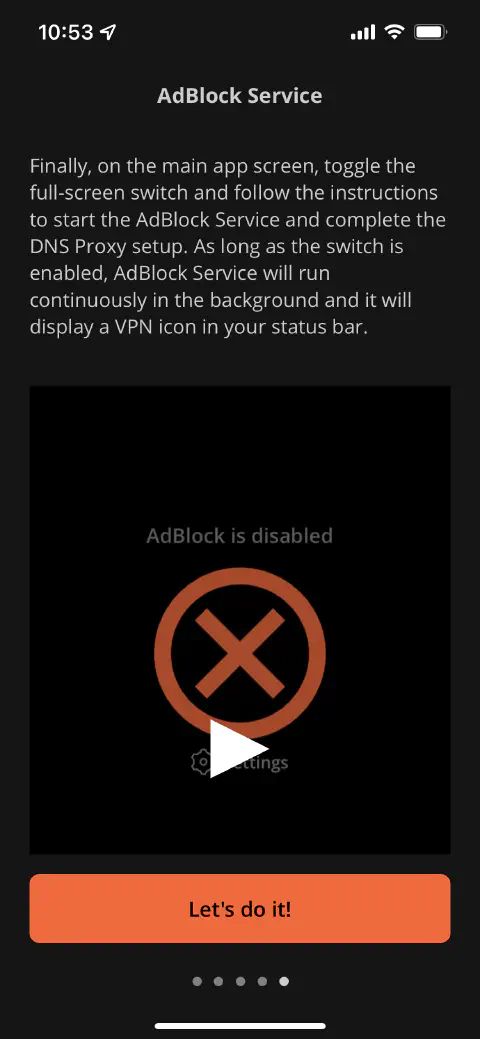 10:53
AdBlock Service
Finally, on the main app screen, toggle the
full-screen switch and follow the instructions
to start the AdBlock Service and complete the
DNS Proxy setup. As long as the switch is
enabled, AdBlock Service will run
continuously in the background and it will
display a VPN icon in your status bar.
AdBlock is disabled
Let's do it!